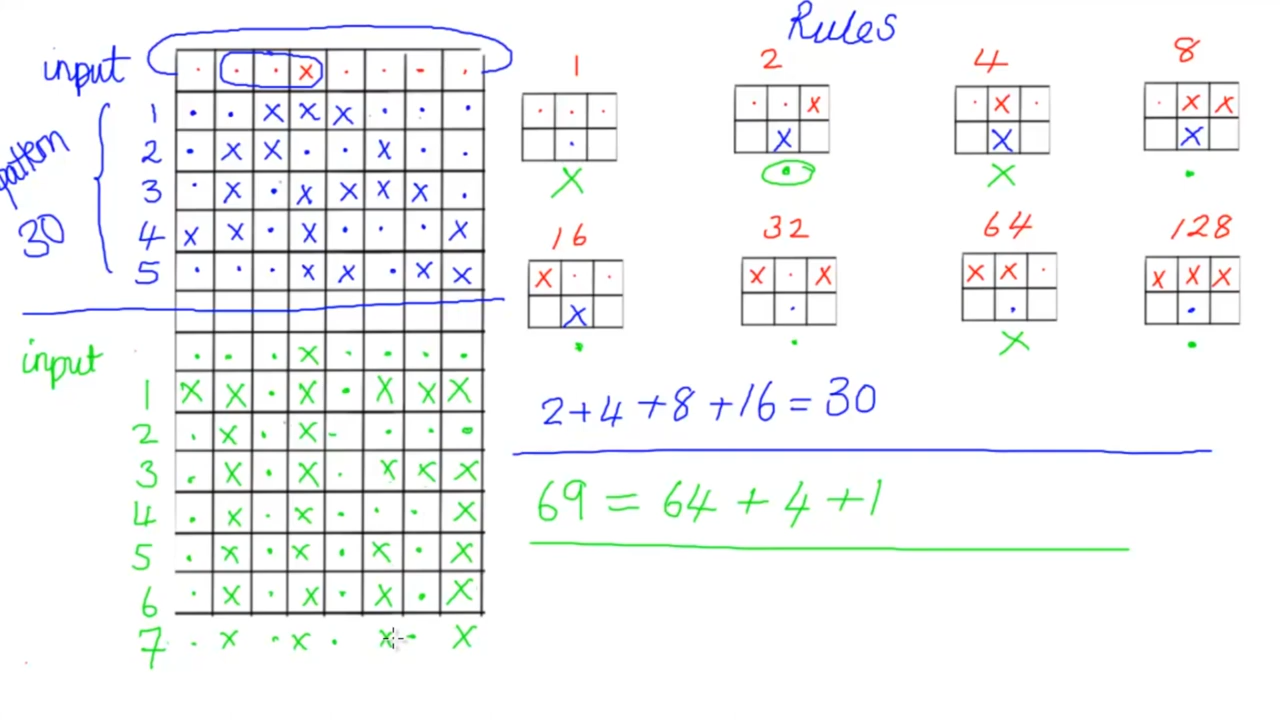 Rules
input · · · x · · · ·
1 · · x x x · · ·
2 · x x · · x · ·
3 · x · x x x x ·
4 x x · x · · · x
5 · · · x x · x x
pattern
30
1
· · ·
·
X
2
· · x
x
·
4
· x ·
x
X
8
· x x
x
·
16
x · ·
x
·
32
x · x
·
·
64
x x ·
·
X
128
x x x
·
·
2+4+8+16=30
69 = 64 + 4 + 1
input
· · · x · · · ·
1 x x · x · x x x
2 · x · x · · · ·
3 · x · x · x x x
4 · x · x · · · x
5 · x · x · x · x
6 · x · x · x · x
7 · x · x · x · x